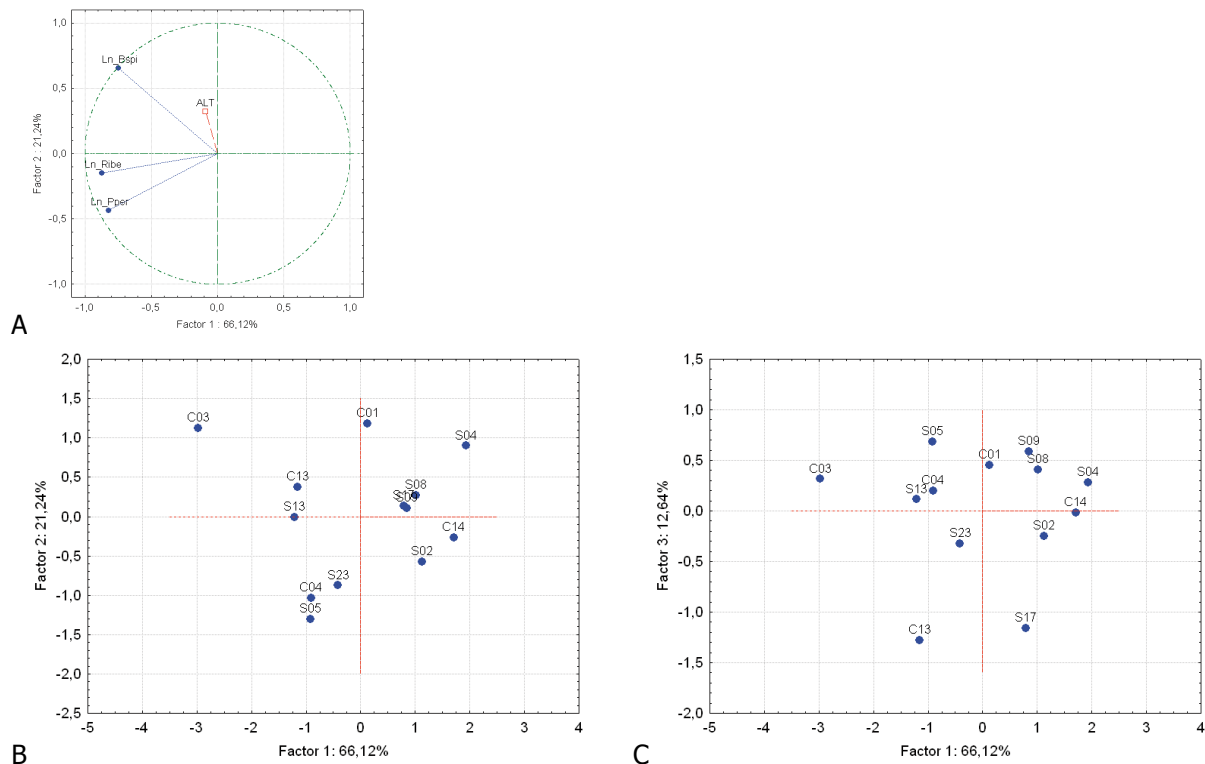 1,0
Ln_Bspi
0,5
ALT
Factor 2 : 21,24%
0,0
Ln_Ribe
Ln_Pper
-0,5
-1,0
-1,0 -0,5 0,0 0,5 1,0
Factor 1 : 66,12%
A
2,0
1,5
C03
C01
1,0
S04
0,5
C13
S08
S13
0,0
C14
Factor 2: 21,24%
-0,5
S02
S23
C04
-1,0
S05
-1,5
-2,0
-2,5
-5 -4 -3 -2 -1 0 1 2 3 4
Factor 1: 66,12%
B
1,5
1,0
S05
S09
C01
S08
0,5
C03
C04
S04
S13
C14
0,0
Factor 3: 12,64%
S02
S23
-0,5
-1,0
S17
C13
-1,5
-2,0
-5 -4 -3 -2 -1 0 1 2 3 4
Factor 1: 66,12%
C